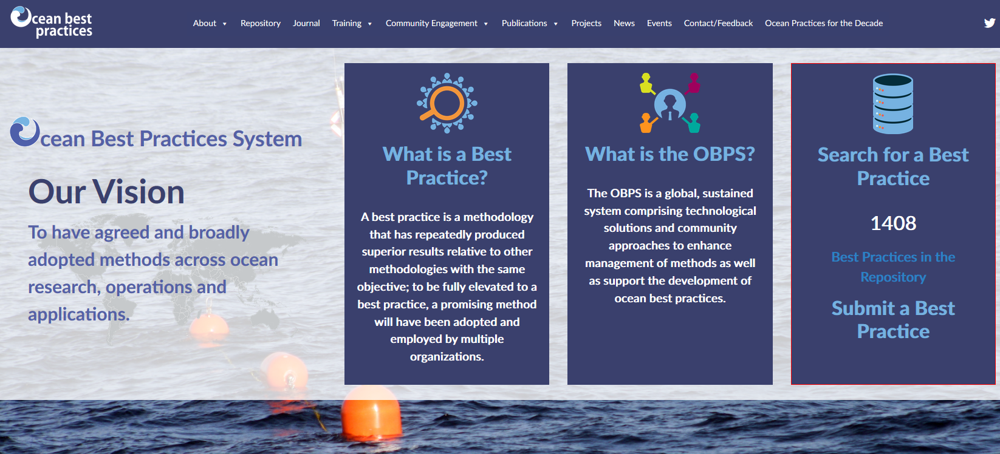 Ocean best
practices
About
Repository
Journal
Training
Community Engagement
Publications
Projects
News
Events
Contact/Feedback
Ocean Practices for the Decade
Ocean Best Practices System
Our Vision
To have agreed and broadly
adopted methods across ocean
research, operations and
applications.
What is a Best
Practice?
A best practice is a methodology
that has repeatedly produced
superior results relative to other
methodologies with the same
objective; to be fully elevated to a
best practice, a promising method
will have been adopted and
employed by multiple
organizations.
What is the OBPS?
The OBPS is a global, sustained
system comprising technological
solutions and community
approaches to enhance
management of methods as well
as support the development of
ocean best practices.
Search for a Best
Practice
1408
Best Practices in the
Repository
Submit a Best
Practice